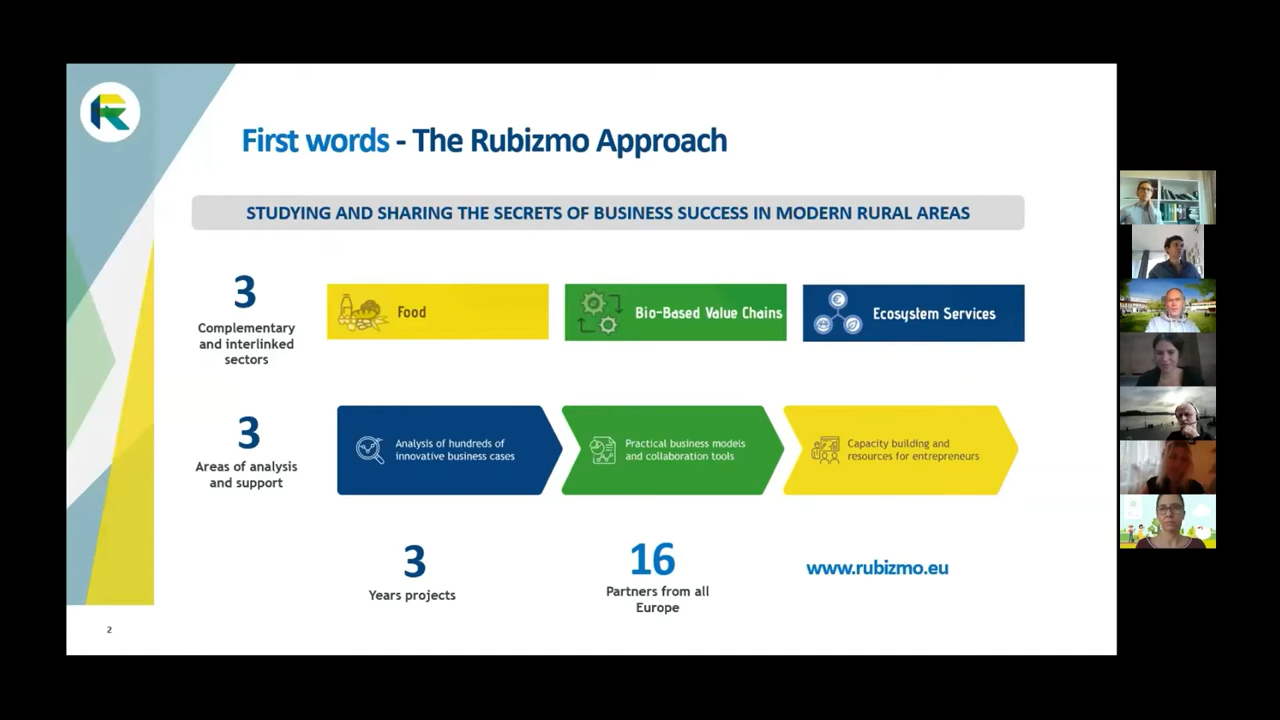 First words - The Rubizmo Approach
STUDYING AND SHARING THE SECRETS OF BUSINESS SUCCESS IN MODERN RURAL AREAS
3
Complementary
and interlinked
sectors
Food
Bio-Based Value Chains
Ecosystem Services
3
Areas of analysis
and support
Analysis of hundreds of
innovative business cases
Practical business models
and collaboration tools
Capacity building and
resources for entrepreneurs
3
Years projects
16
Partners from all
Europe
www.rubizmo.eu
2